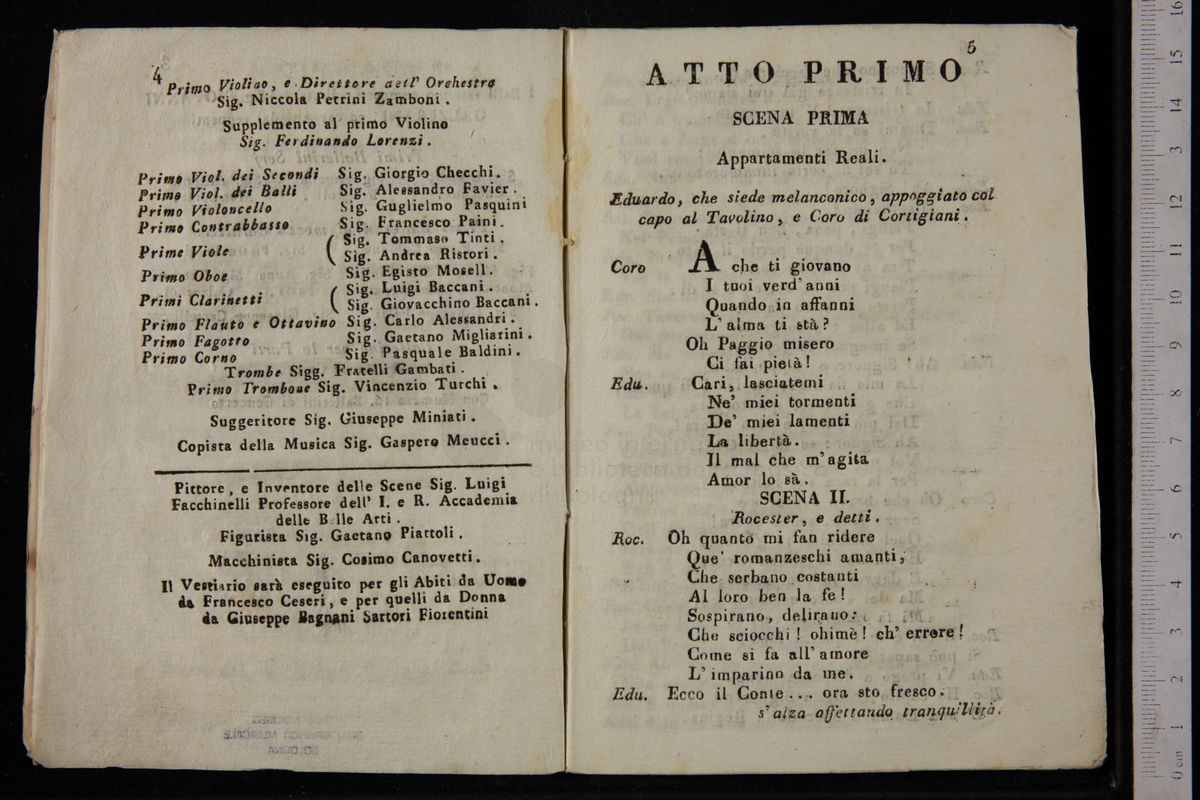 4
Primo Violino, e Direttore dell' Orchestra
Sig. Niccola Petrini Zamboni.
Supplemento al primo Violino
Sig. Ferdinando Lorenzi.
Primo Viol. dei Secondi Sig. Giorgio Checchi.
Primo Viol. dei Balli Sig. Alessandro Favier.
Primo Violoncello Sig. Guglielmo Pasquini
Primo Contrabbasso Sig. Francesco Paini.
Prime Viole ( Sig. Tommaso Tinti.
Sig. Andrea Ristori.
Primo Oboe Sig. Egisto Mosell.
Primi Clarinetti ( Sig. Luigi Baccani.
Sig. Giovacchino Baccani.
Primo Flauto e Ottavino Sig. Carlo Alessandri.
Primo Fagotto Sig. Gaetano Migliarini.
Primo Corno Sig. Pasquale Baldini.
Trombe Sigg. Fratelli Gambati.
Primo Trombone Sig. Vincenzio Turchi.
Suggeritore Sig. Giuseppe Miniati.
Copista della Musica Sig. Gaspero Meucci.
Pittore, e Inventore delle Scene Sig. Luigi
Facchinelli Professore dell' I. e R. Accademia
delle Belle Arti.
Figurista Sig. Gaetano Piattoli.
Macchinista Sig. Cosimo Canovetti.
Il Vestiario sarà eseguito per gli Abiti da Uomo
da Francesco Ceseri, e per quelli da Donna
da Giuseppe Bagnani Sartori Fiorentini
5
ATTO PRIMO
SCENA PRIMA
Appartamenti Reali.
Eduardo, che siede melanconico, appoggiato col
capo al Tavolino, e Coro di Cortigiani.
Coro A che ti giovano
I tuoi verd' anni
Quando in affanni
L' alma ti stà?
Oh Paggio misero
Ci fai pietà!
Edu. Cari, lasciatemi
Ne' miei tormenti
De' miei lamenti
La libertà.
Il mal che m' agita
Amor lo sà.
SCENA II.
Rocester, e detti.
Roc. Oh quanto mi fan ridere
Que' romanzeschi amanti,
Che serbano costanti
Al loro ben la fe!
Sospirano, delirano:
Che sciocchi! ohimè! ch' errore!
Come si fa all' amore
L' imparino da me.
Edu. Ecco il Conte ... ora sto fresco.
s' alza affettando tranquillità.